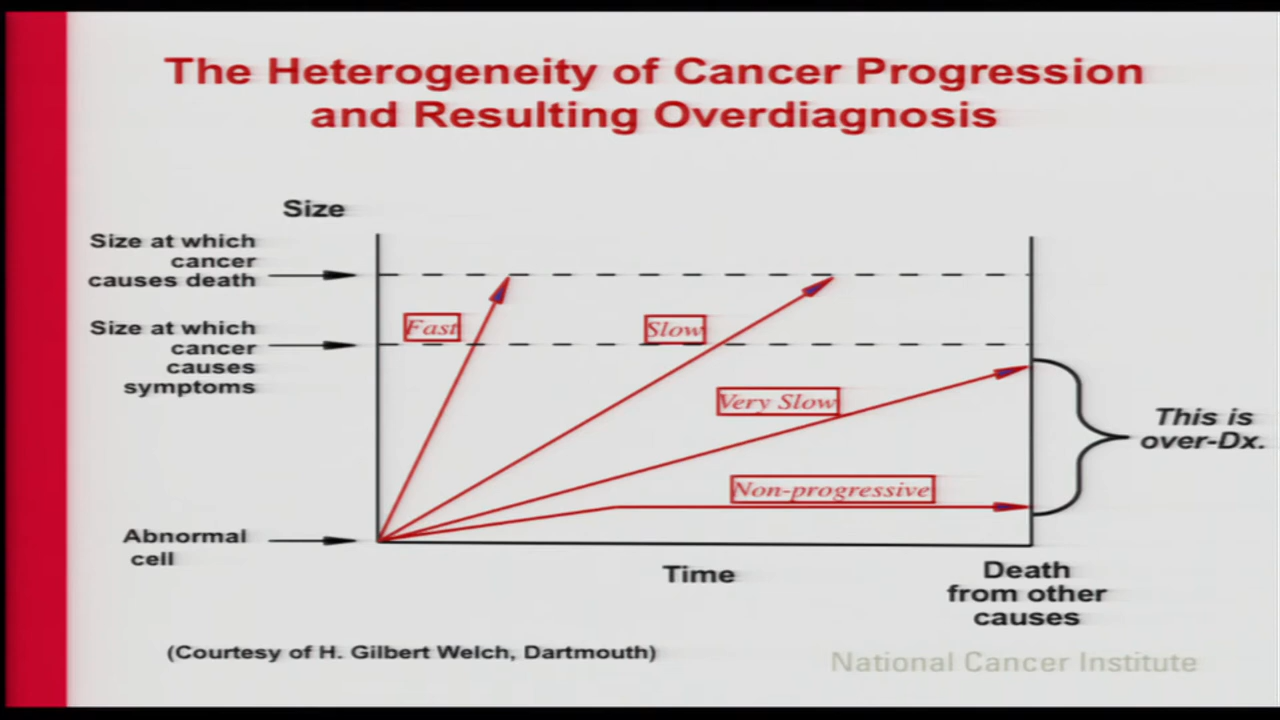 The Heterogeneity of Cancer Progression
and Resulting Overdiagnosis
Size
Size at which
cancer
causes death
Fast
Slow
Size at which
cancer
causes
symptoms
Very Slow
This is
over-Dx.
Non-progressive
Abnormal
cell
Time
Death
from other
causes
(Courtesy of H. Gilbert Welch, Dartmouth)
National Cancer Institute